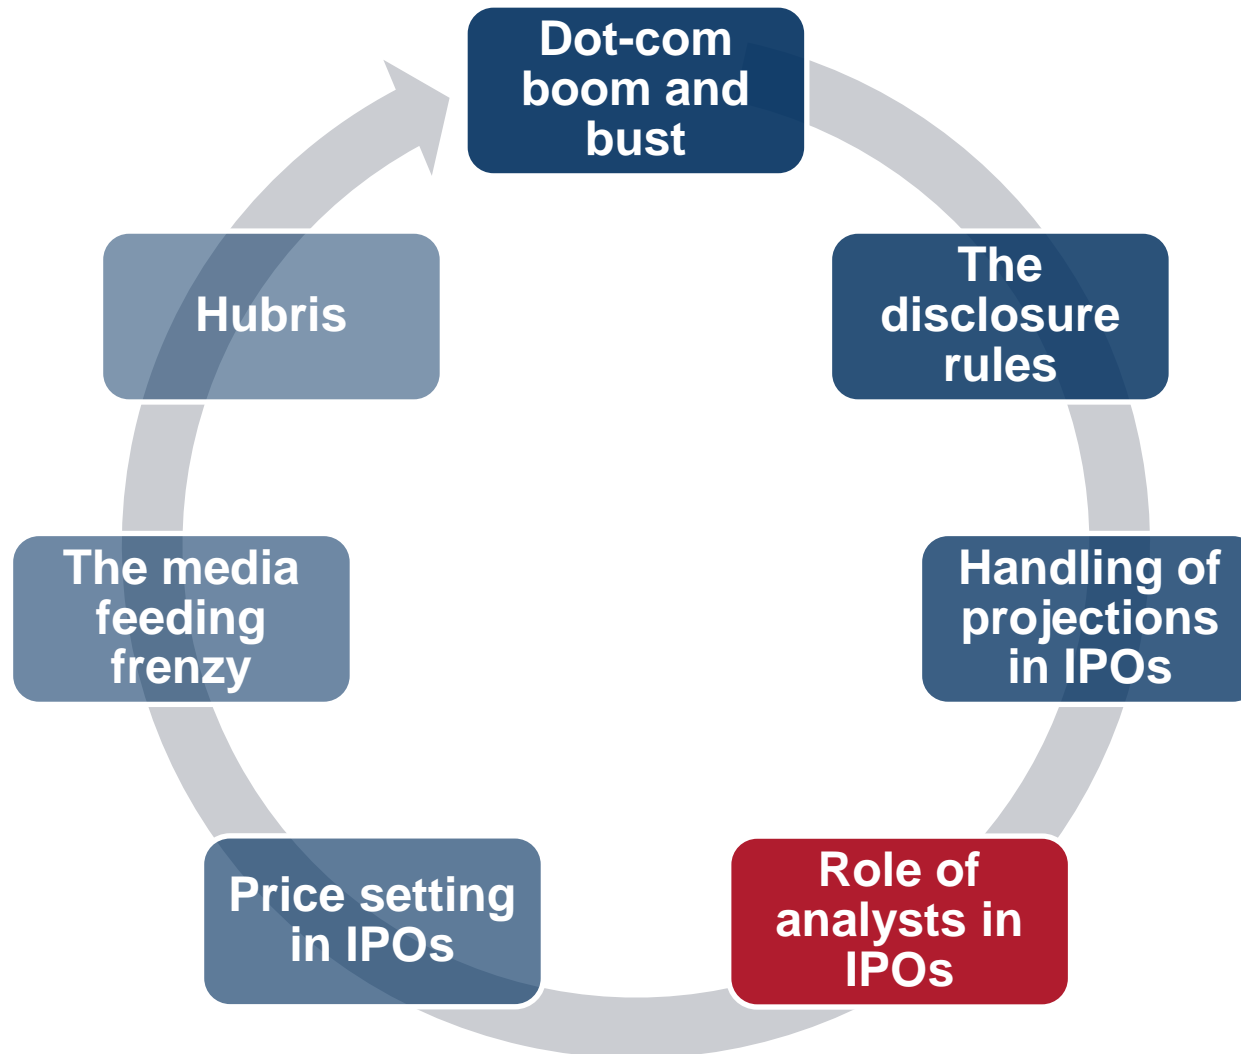 Dot-com
boom and
bust
The
disclosure
rules
Handling of
projections
in IPOs
Role of
analysts in
IPOs
Price setting
in IPOs
The media
feeding
frenzy
Hubris